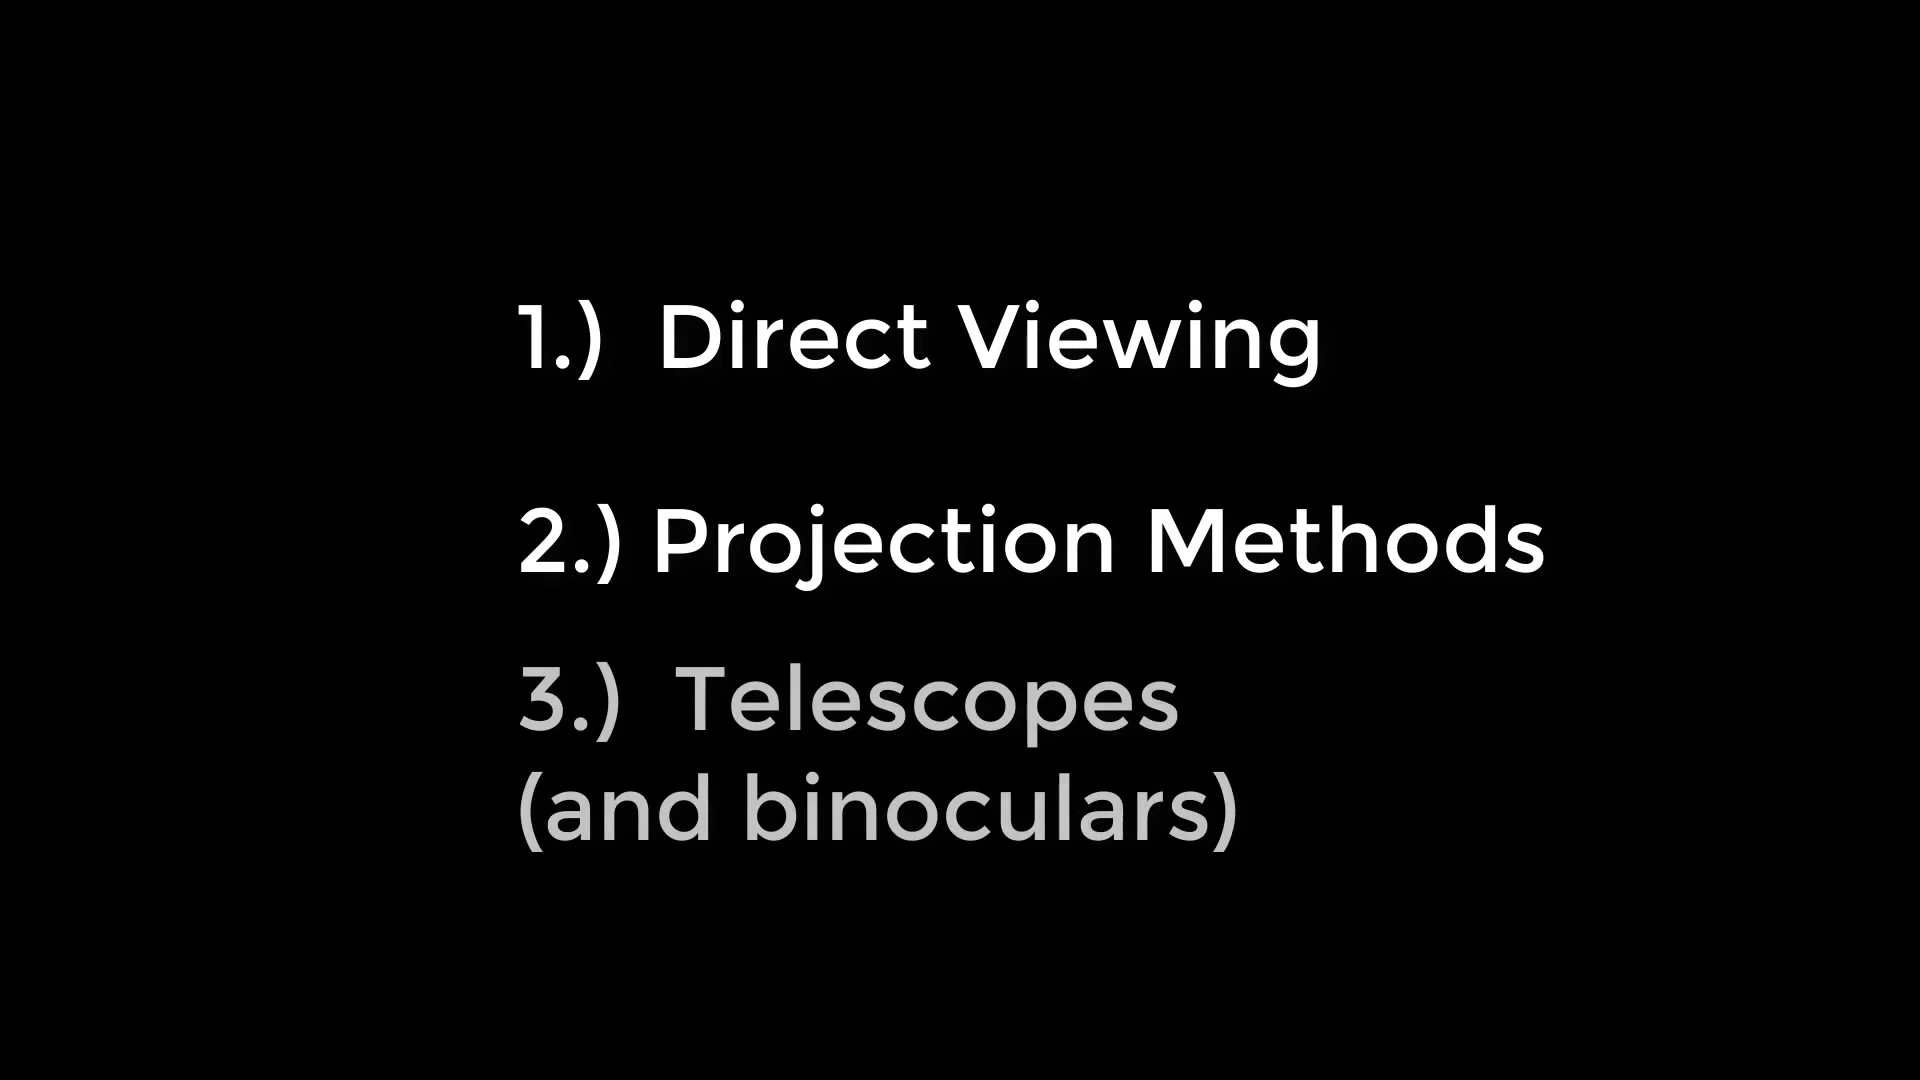 1.) Direct Viewing
2.) Projection Methods
3.) Telescopes
(and binoculars)